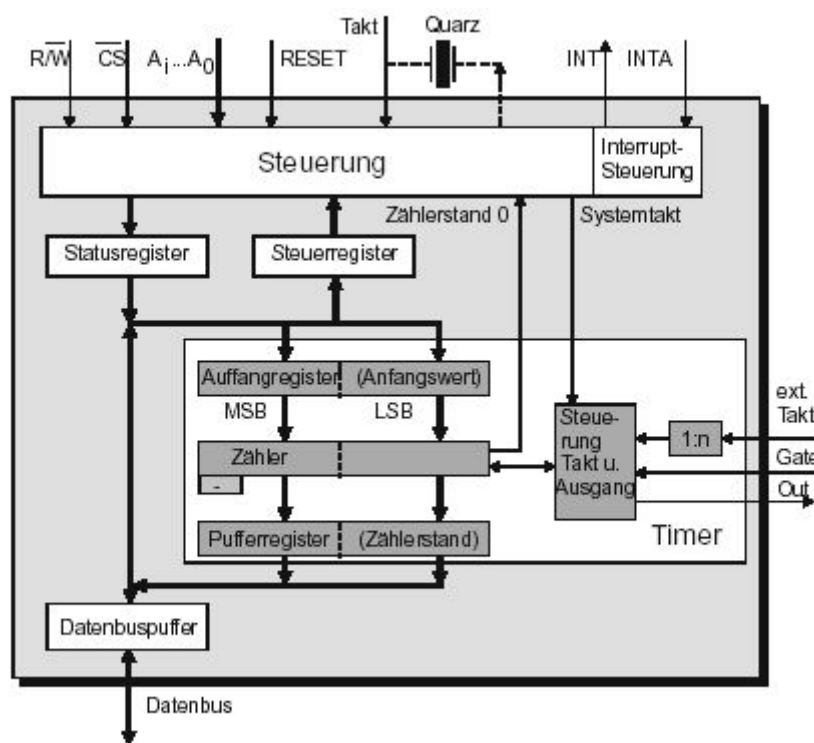 Takt Quarz
R/W CS Ai...A0 RESET INT INTA
Steuerung
Interrupt-
Steuerung
Zählerstand 0 Systemtakt
Statusregister Steuerregister
Auffangregister (Anfangswert)
MSB LSB
ext.
Takt
Steue-
rung
Takt u.
Ausgang
1:n
Zähler
-
Gate
Out
Pufferregister (Zählerstand)
Timer
Datenbuspuffer
Datenbus